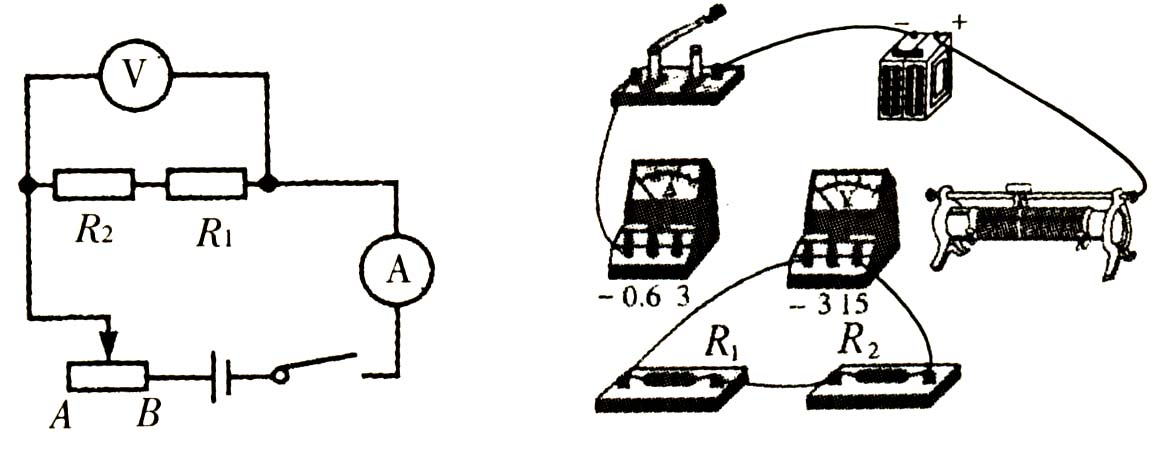 V
R2 R1
A
A B
- +
A
V
- 0.6 3
- 3 15
R1 R2